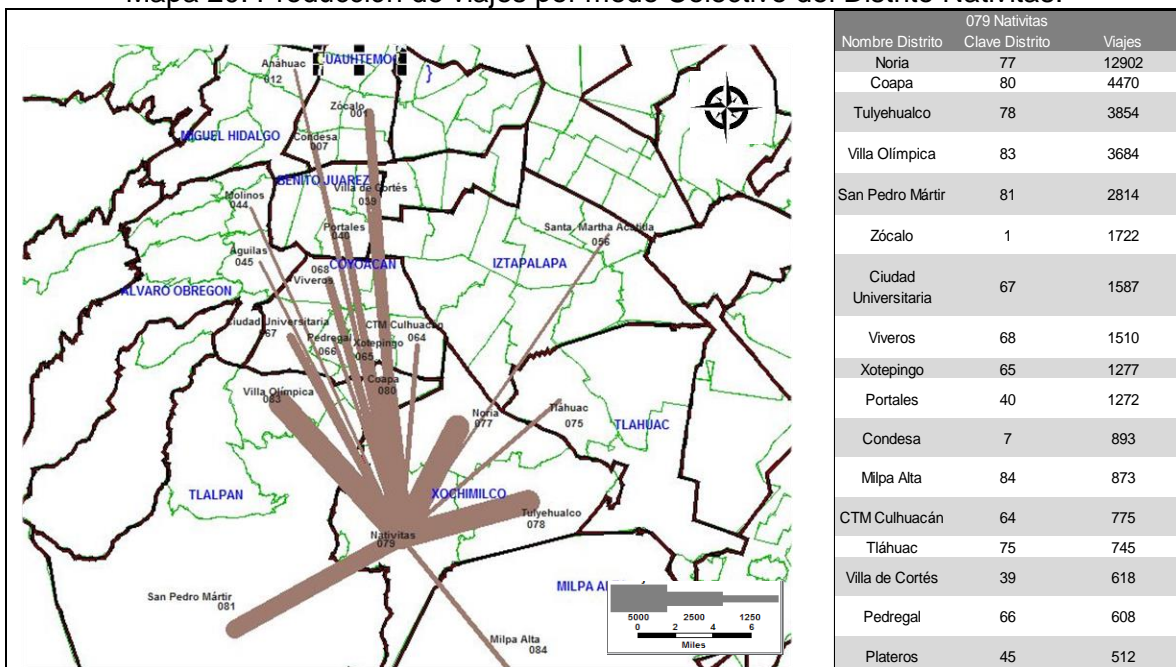 Mapa 26. Producción de viajes por modo Colectivo del Distrito Nativitas.
CUAUHTEMOC
Anáhuac
012
}
Zócalo
001
MIGUEL HIDALGO
Condesa
007
BENITO JUAREZ
Villa de Cortés
039
Molinos
044
Portales
040
Santa. Martha Acatitla
056
Aguilas
045
068
Viveros
COYOACAN
IZTAPALAPA
ALVARO OBREGON
Ciudad Universitaria
067
Pedregal
066
Xotepingo
065
CTM Culhuacán
064
Coapa
080
Villa Olímpica
083
Noria
077
Tláhuac
075
TLAHUAC
TLALPAN
XOCHIMILCO
Tulyehualco
078
Nativitas
079
San Pedro Mártir
081
MILPA
Milpa Alta
084
5000 2500 1250
0 2 4 6
Miles
079 Nativitas
Nombre Distrito Clave Distrito Viajes
Noria 77 12902
Coapa 80 4470
Tulyehualco 78 3854
Villa Olímpica 83 3684
San Pedro Mártir 81 2814
Zócalo 1 1722
Ciudad
Universitaria 67 1587
Viveros 68 1510
Xotepingo 65 1277
Portales 40 1272
Condesa 7 893
Milpa Alta 84 873
CTM Culhuacán 64 775
Tláhuac 75 745
Villa de Cortés 39 618
Pedregal 66 608
Plateros 45 512